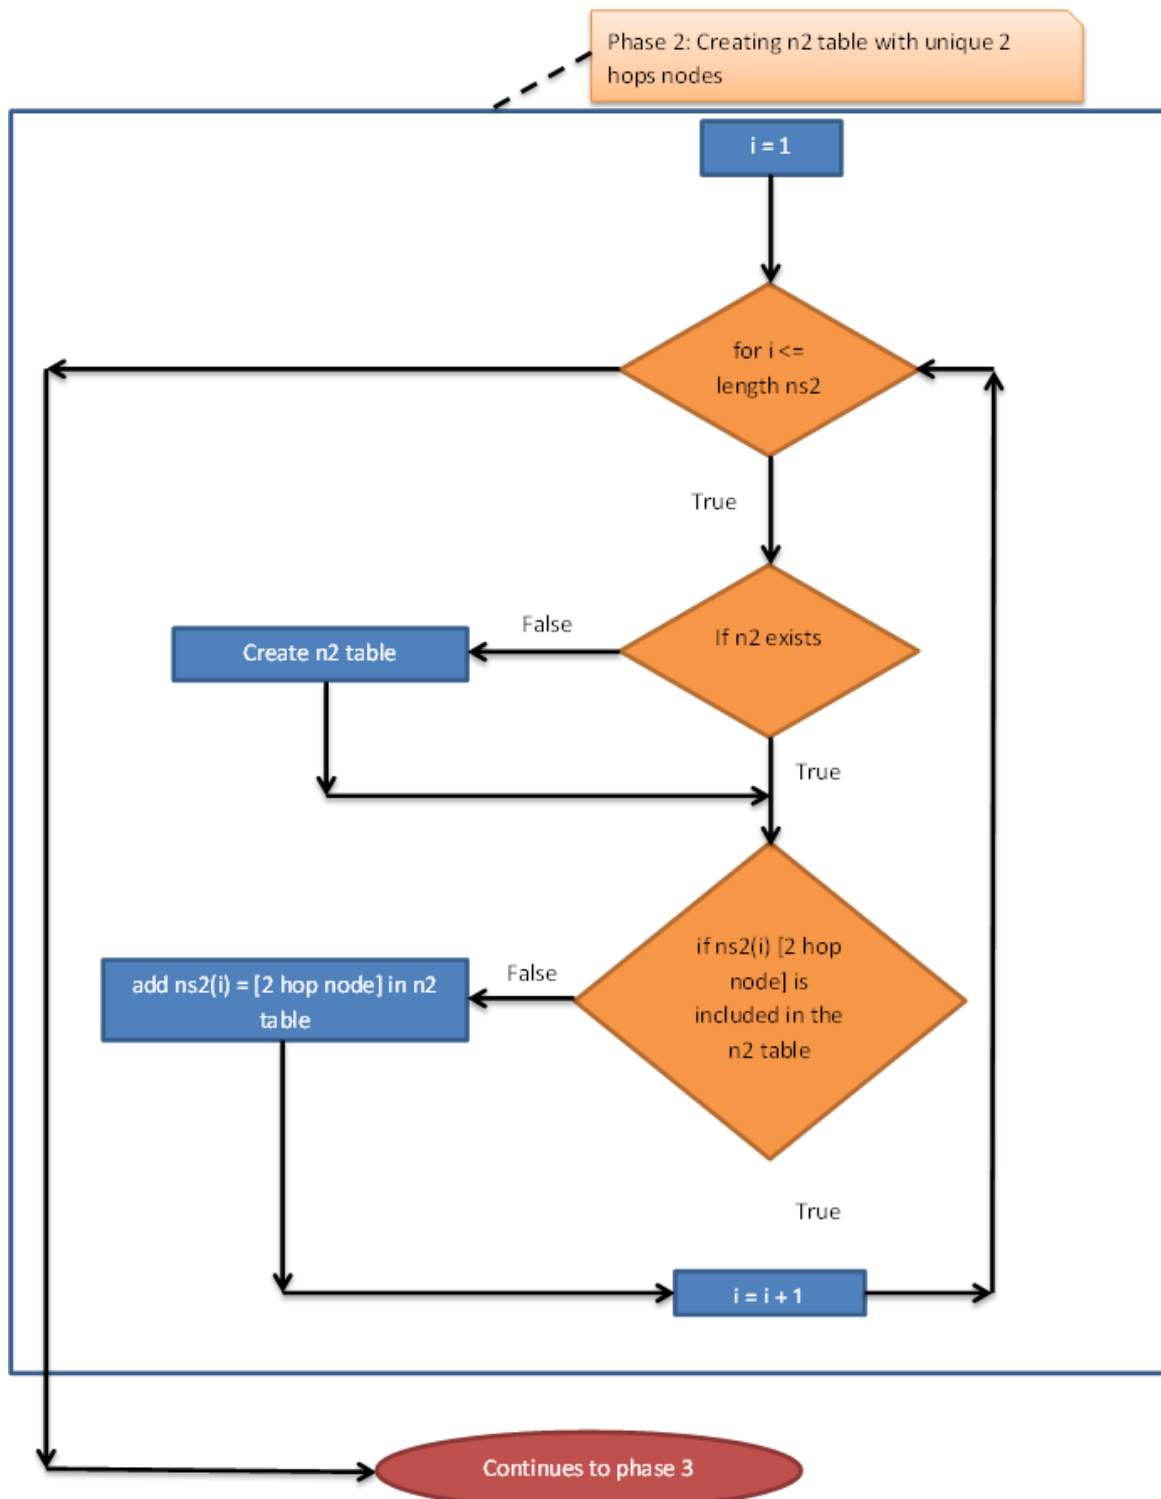 Phase 2: Creating n2 table with unique 2
hops nodes
i = 1
for i <=
length ns2
True
If n2 exists
False
Create n2 table
True
if ns2(i) [2 hop
node] is
included in the
n2 table
False
add ns2(i) = [2 hop node] in n2
table
True
i = i + 1
Continues to phase 3